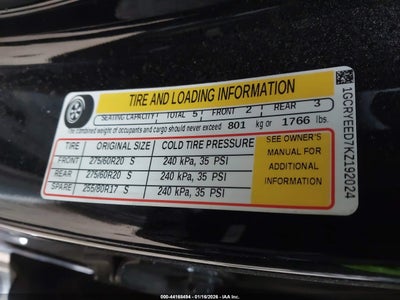 TIRE AND LOADING INFORMATION
SEATING CAPACITY TOTAL 5 FRONT 2 REAR 3
The combined weight of occupants and cargo should never exceed 801 kg or 1766 lbs.
TIRE ORIGINAL SIZE COLD TIRE PRESSURE
FRONT 275/60R20 S 240 kPa, 35 PSI
REAR 275/60R20 S 240 kPa, 35 PSI
SPARE 255/80R17 S 240 kPa, 35 PSI
SEE OWNER'S
MANUAL FOR
ADDITIONAL
INFORMATION
1GCRYEED7KZ192024
000-44168494 - 01/16/2026 - IAAI.COM